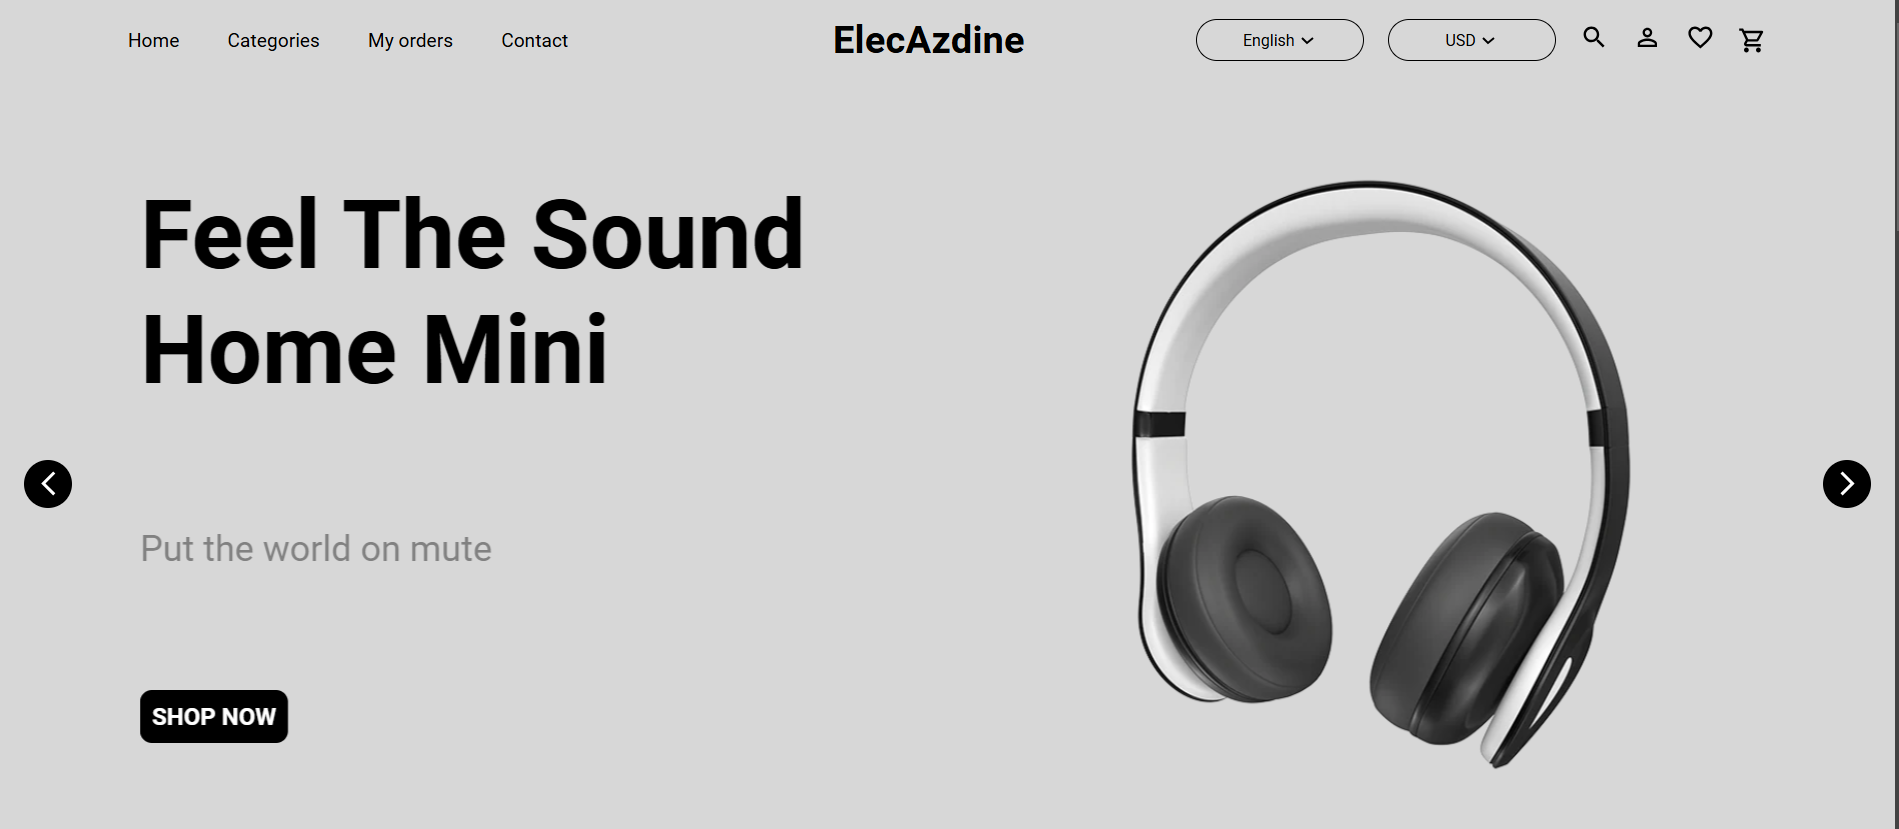 Home Categories My orders Contact ElecAzdine English USD
Feel The Sound
Home Mini
Put the world on mute
SHOP NOW